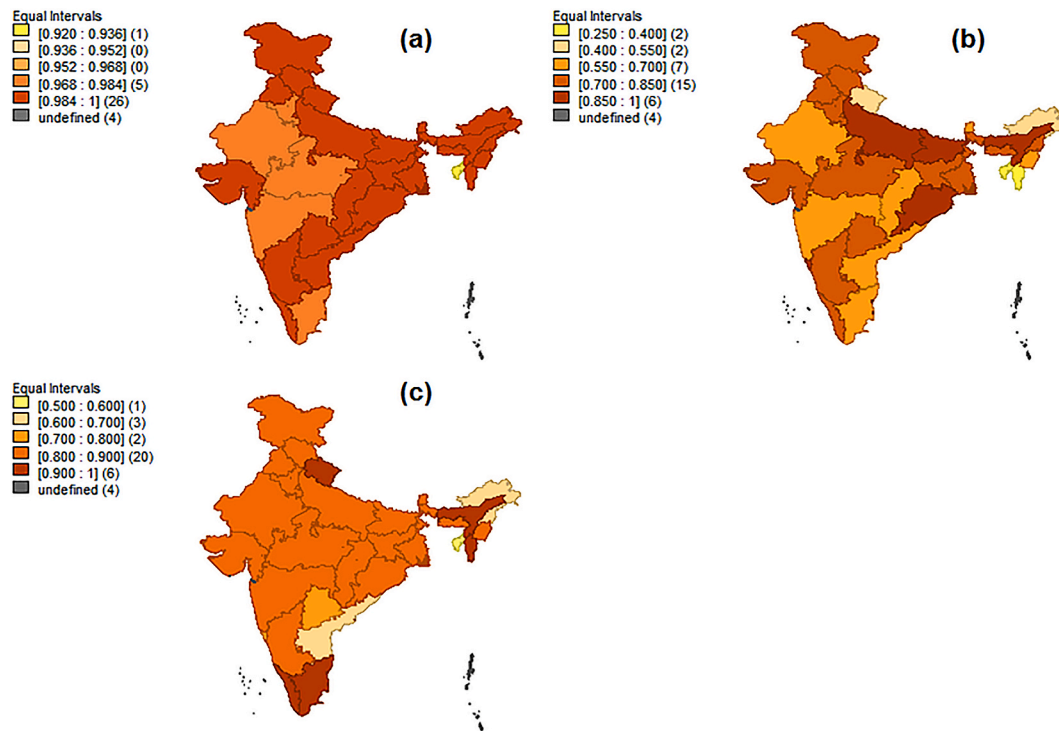 Equal Intervals
[0.920 : 0.936] (1)
[0.936 : 0.952] (0)
[0.952 : 0.968] (0)
[0.968 : 0.984] (5)
[0.984 : 1] (26)
undefined (4)
(a)
Equal Intervals
[0.250 : 0.400] (2)
[0.400 : 0.550] (2)
[0.550 : 0.700] (7)
[0.700 : 0.850] (15)
[0.850 : 1] (6)
undefined (4)
(b)
Equal Intervals
[0.500 : 0.600] (1)
[0.600 : 0.700] (3)
[0.700 : 0.800] (2)
[0.800 : 0.900] (20)
[0.900 : 1] (6)
undefined (4)
(c)